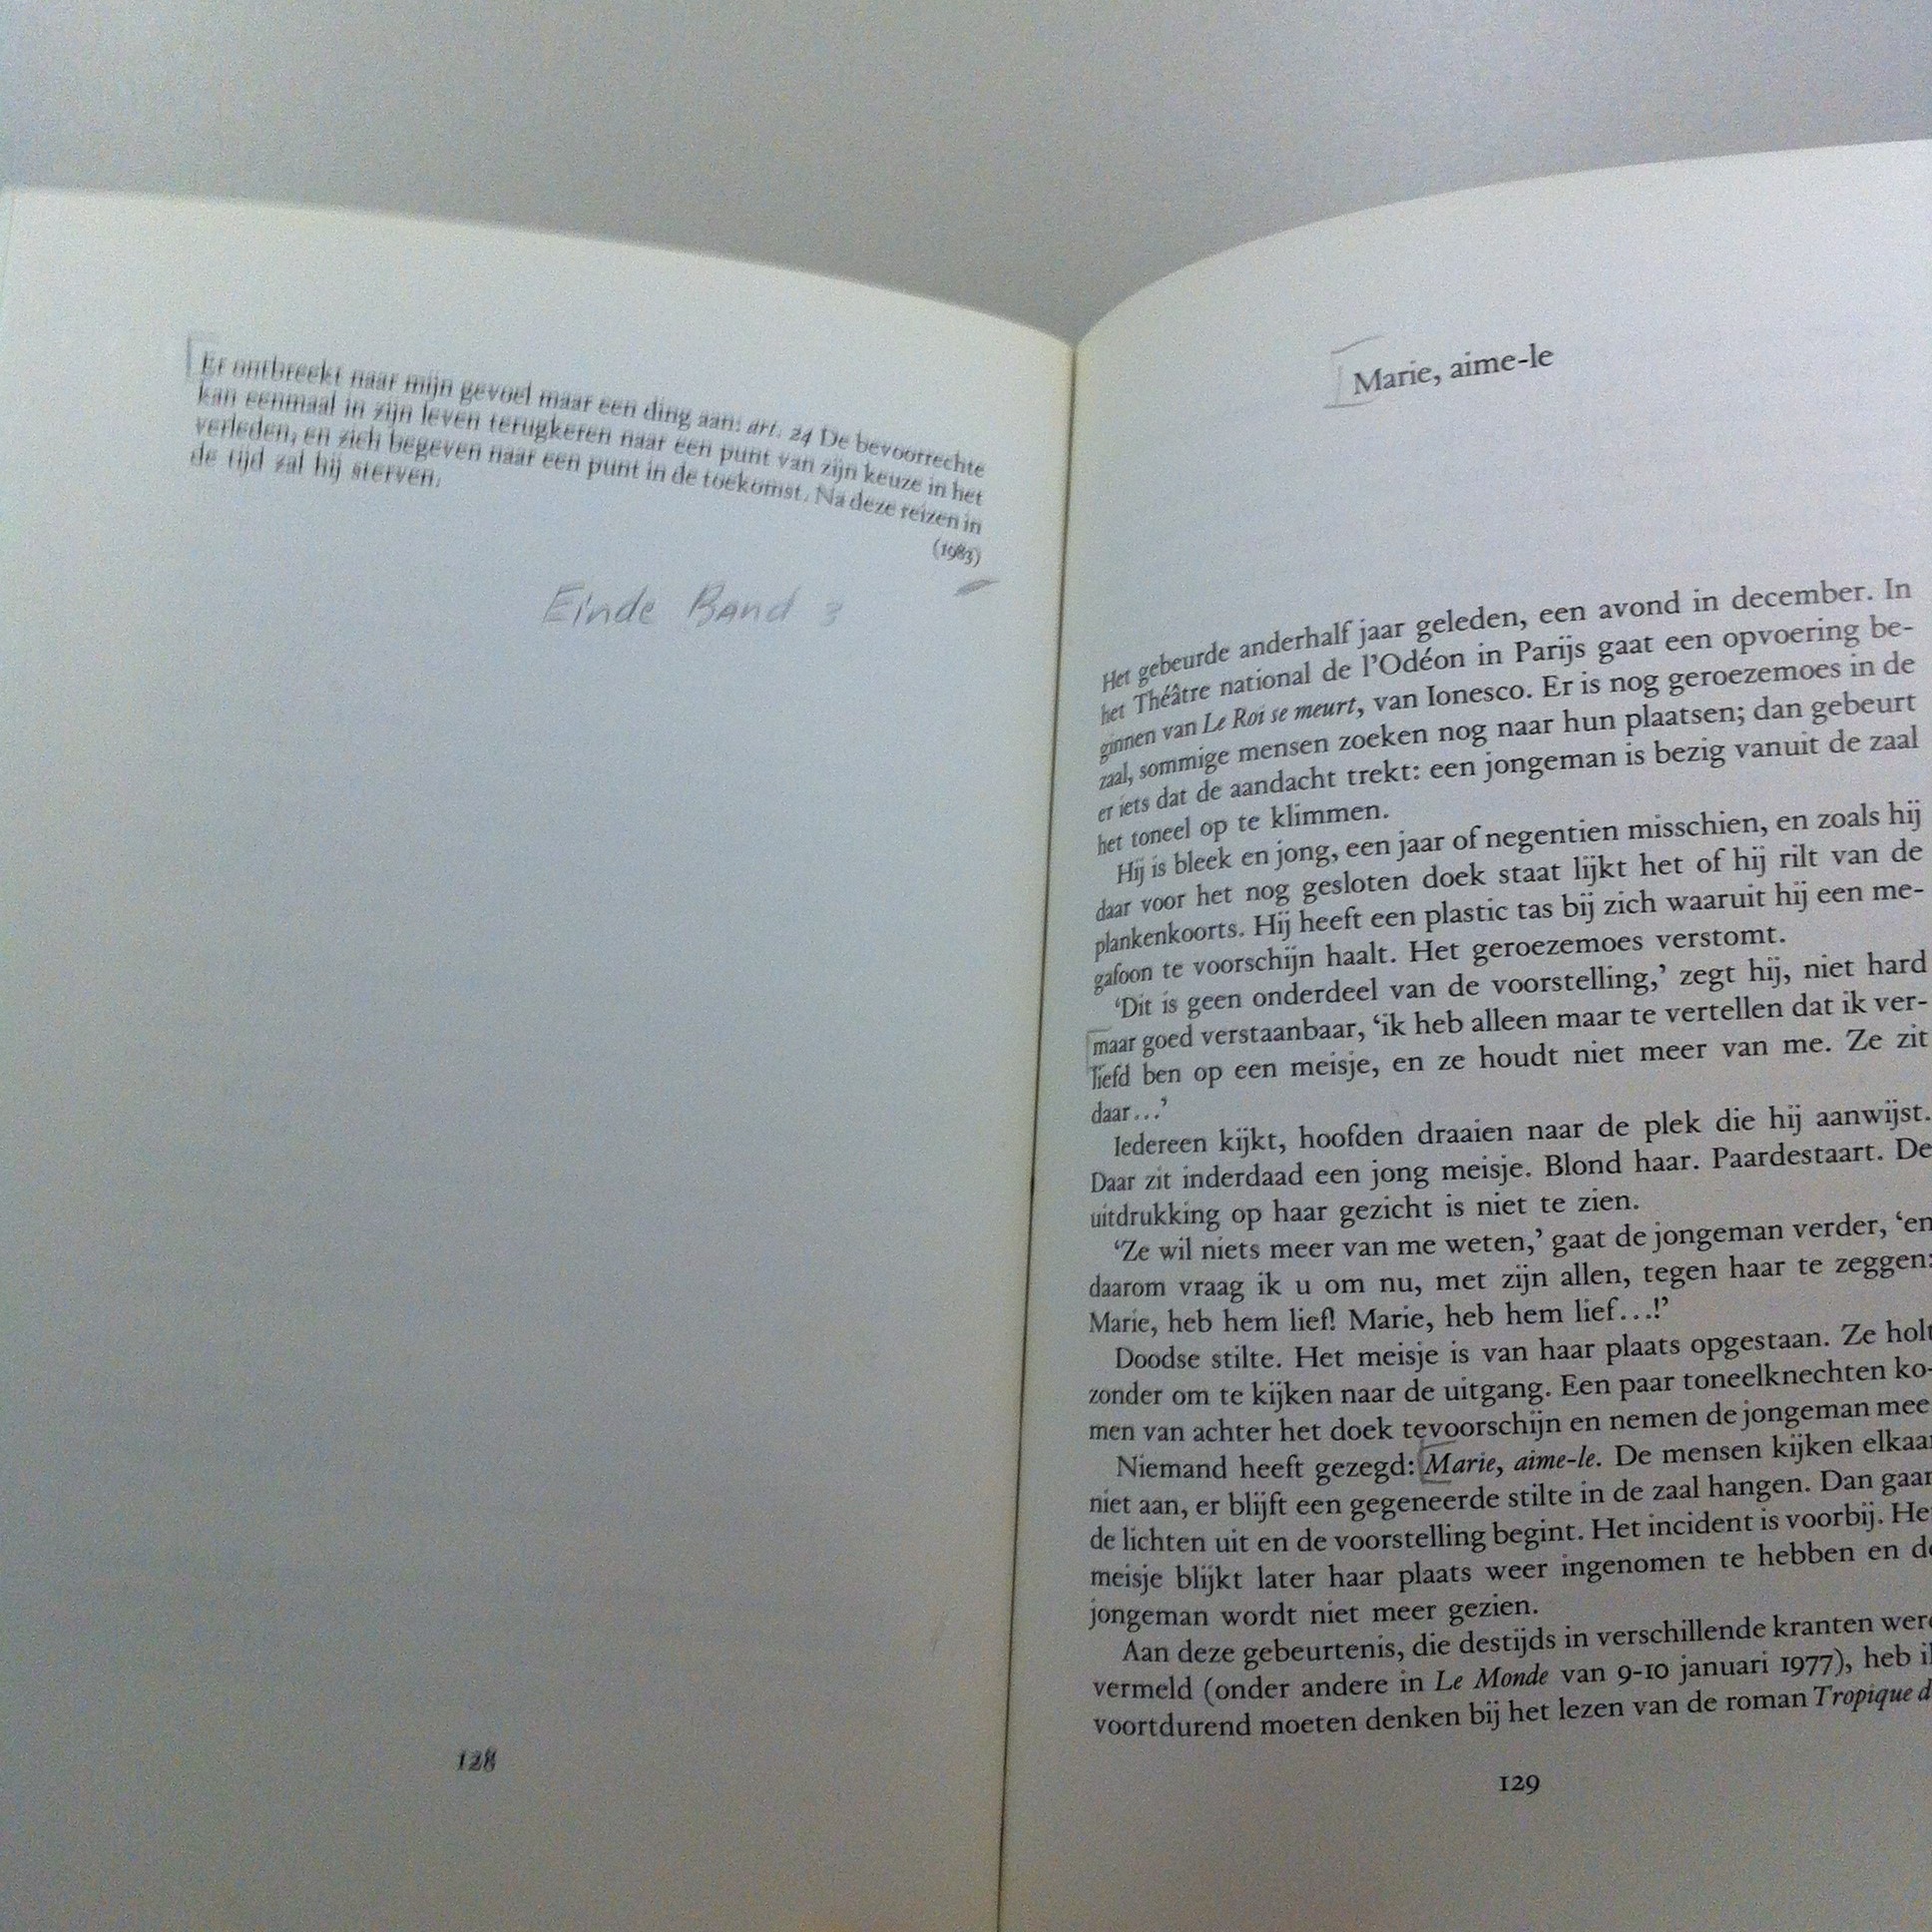 Er ontbreekt naar mijn gevoel maar een ding aan: art. 24 De bevoorrechte
kan eenmaal in zijn leven terugkeren naar een punt van zijn keuze in het
verleden, en zich begeven naar een punt in de toekomst. Na deze reizen in
de tijd zal hij sterven.
(1983)
Einde Band 3
128
Marie, aime-le
Het gebeurde anderhalf jaar geleden, een avond in december. In
het Théâtre national de l'Odéon in Parijs gaat een opvoering be-
ginnen van Le Roi se meurt, van Ionesco. Er is nog geroezemoes in de
zaal, sommige mensen zoeken nog naar hun plaatsen; dan gebeurt
er iets dat de aandacht trekt: een jongeman is bezig vanuit de zaal
het toneel op te klimmen.
Hij is bleek en jong, een jaar of negentien misschien, en zoals hij
daar voor het nog gesloten doek staat lijkt het of hij rilt van de
plankenkoorts. Hij heeft een plastic tas bij zich waaruit hij een me-
gafoon te voorschijn haalt. Het geroezemoes verstomt.
‘Dit is geen onderdeel van de voorstelling,’ zegt hij, niet hard
maar goed verstaanbaar, ‘ik heb alleen maar te vertellen dat ik ver-
liefd ben op een meisje, en ze houdt niet meer van me. Ze zit
daar...’
Iedereen kijkt, hoofden draaien naar de plek die hij aanwijst.
Daar zit inderdaad een jong meisje. Blond haar. Paardestaart. De
uitdrukking op haar gezicht is niet te zien.
‘Ze wil niets meer van me weten,’ gaat de jongeman verder, ‘en
daarom vraag ik u om nu, met zijn allen, tegen haar te zeggen:
Marie, heb hem lief! Marie, heb hem lief...!’
Doodse stilte. Het meisje is van haar plaats opgestaan. Ze holt
zonder om te kijken naar de uitgang. Een paar toneelknechten ko-
men van achter het doek tevoorschijn en nemen de jongeman mee
Niemand heeft gezegd: Marie, aime-le. De mensen kijken elkaar
niet aan, er blijft een gegeneerde stilte in de zaal hangen. Dan gaan
de lichten uit en de voorstelling begint. Het incident is voorbij. He
meisje blijkt later haar plaats weer ingenomen te hebben en de
jongeman wordt niet meer gezien.
Aan deze gebeurtenis, die destijds in verschillende kranten werd
vermeld (onder andere in Le Monde van 9-10 januari 1977), heb i
voortdurend moeten denken bij het lezen van de roman Tropique d
129